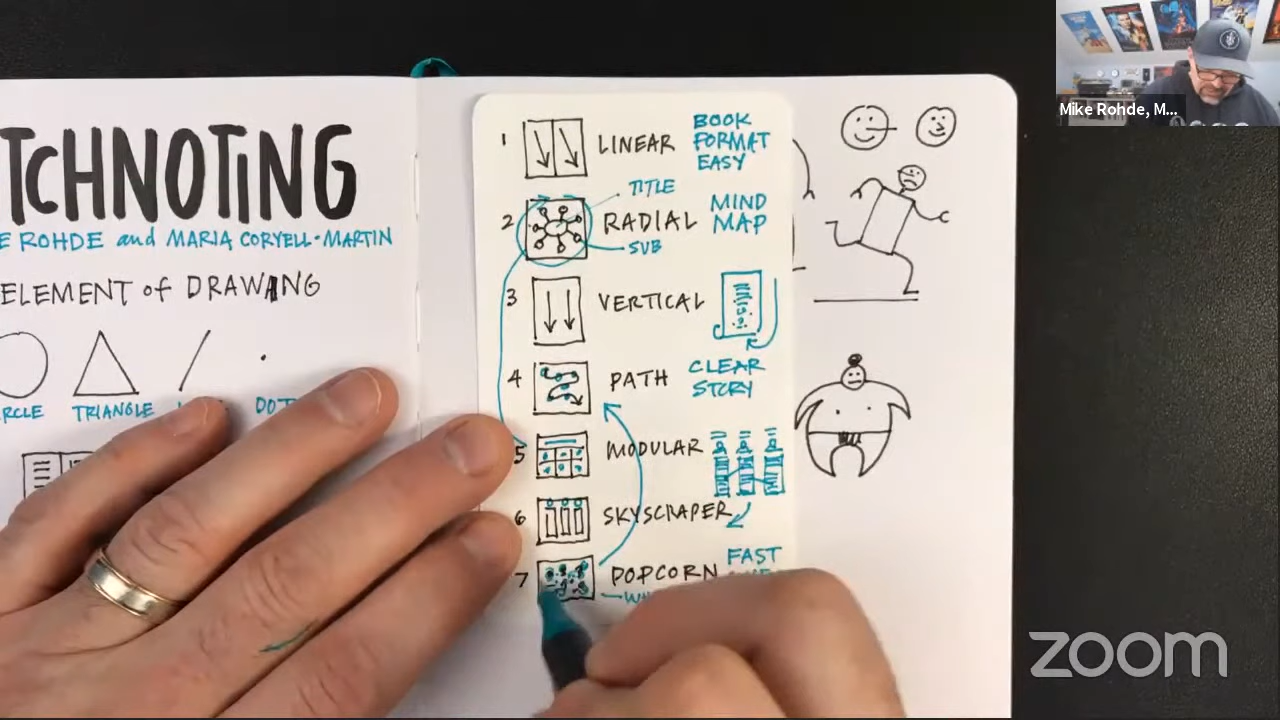 TCHNOTING
E ROHDE and MARIA CORYELL-MARTIN
ELEMENT of DRAWING
RCLE
TRIANGLE
DOT
1 LINEAR
BOOK
FORMAT
EASY
TITLE
2 RADIAL
MIND
MAP
SUB
3 VERTICAL
4 PATH
CLEAR
STORY
5 MODULAR
6 SKYSCRAPER
7 POPCORN
FAST
Mike Rohde, M...
zoom